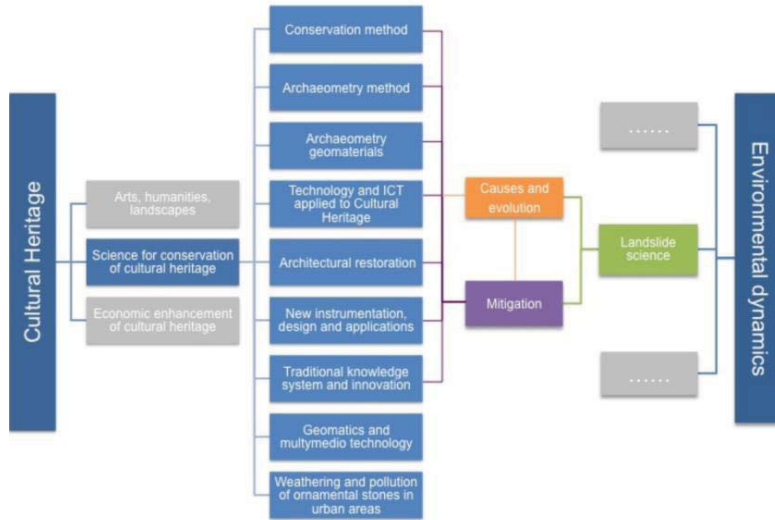 Cultural Heritage
Arts, humanities,
landscapes
Science for conservation
of cultural heritage
Economic enhancement
of cultural heritage
Conservation method
Archaeometry method
Archaeometry
geomaterials
Technology and ICT
applied to Cultural
Heritage
Architectural restoration
New instrumentation,
design and applications
Traditional knowledge
system and innovation
Geomatics and
multymedio technology
Weathering and pollution
of ornamental stones in
urban areas
Causes and
evolution
Mitigation
......
Landslide
science
......
Environmental dynamics